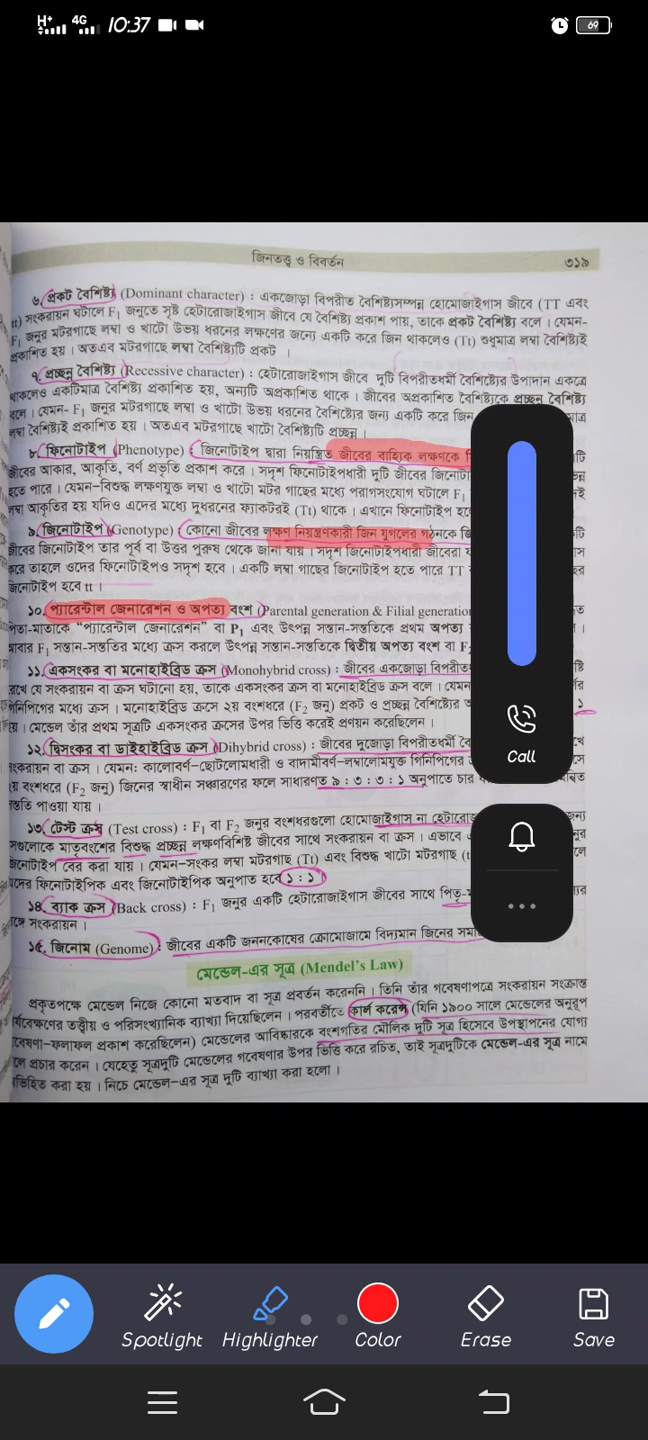 H+ 4G 10:37 69
জিনতত্ত্ব ও বিবর্তন ৩১৯
৬. প্রকট বৈশিষ্ট্য (Dominant character) : একজোড়া বিপরীত বৈশিষ্ট্যসম্পন্ন হোমোজাইগাস জীবে (TT এবং
tt) সংকরায়ন ঘটালে F₁ জনুতে সৃষ্ট হেটারোজাইগাস জীবে যে বৈশিষ্ট্য প্রকাশ পায়, তাকে প্রকট বৈশিষ্ট্য বলে । যেমন-
F₁ জনুর মটরগাছে লম্বা ও খাটো উভয় ধরনের লক্ষণের জন্যে একটি করে জিন থাকলেও (Tt) শুধুমাত্র লম্বা বৈশিষ্ট্যই
প্রকাশিত হয় । অতএব মটরগাছে লম্বা বৈশিষ্ট্যটি প্রকট ।
৭. প্রচ্ছন্ন বৈশিষ্ট্য (Recessive character) : হেটারোজাইগাস জীবে দুটি বিপরীতধর্মী বৈশিষ্ট্যের উপাদান একত্রে
থাকলেও একটিমাত্র বৈশিষ্ট্য প্রকাশিত হয়, অন্যটি অপ্রকাশিত থাকে । জীবের অপ্রকাশিত বৈশিষ্ট্যকে প্রচ্ছন্ন বৈশিষ্ট্য
বলে । যেমন- F₁ জনুর মটরগাছে লম্বা ও খাটো উভয় ধরনের বৈশিষ্ট্যের জন্য একটি করে জিন মাত্র
লম্বা বৈশিষ্ট্যই প্রকাশিত হয় । অতএব মটরগাছে খাটো বৈশিষ্ট্যটি প্রচ্ছন্ন ।
৮. ফিনোটাইপ (Phenotype) : জিনোটাইপ দ্বারা নিয়ন্ত্রিত জীবের বাহ্যিক লক্ষণকে টি
জীবের আকার, আকৃতি, বর্ণ প্রভৃতি প্রকাশ করে । সদৃশ ফিনোটাইপধারী দুটি জীবের জিনোটা
হতে পারে । যেমন-বিশুদ্ধ লক্ষণযুক্ত লম্বা ও খাটো মটর গাছের মধ্যে পরাগসংযোগ ঘটালে F₁
লম্বা আকৃতির হয় যদিও এদের মধ্যে দুধরনের ফ্যাকটরই (Tt) থাকে । এখানে ফিনোটাইপ হ
৯. জিনোটাইপ (Genotype) : কোনো জীবের লক্ষণ নিয়ন্ত্রণকারী জিন যুগলের গঠনকে জি টি
জীবের জিনোটাইপ তার পূর্ব বা উত্তর পুরুষ থেকে জানা যায় । সদৃশ জিনোটাইপধারী জীবেরা
করে তাহলে ওদের ফিনোটাইপও সদৃশ হবে । একটি লম্বা গাছের জিনোটাইপ হতে পারে TT
জিনোটাইপ হবে tt ।
১০. প্যারেন্টাল জেনারেশন ও অপত্য বংশ (Parental generation & Filial generation
পিতা-মাতাকে “প্যারেন্টাল জেনারেশন” বা P₁ এবং উৎপন্ন সন্তান-সন্ততিকে প্রথম অপত্য ।
আবার F₁ সন্তান-সন্ততির মধ্যে ক্রস করলে উৎপন্ন সন্তান-সন্ততিকে দ্বিতীয় অপত্য বংশ বা F₂
১১. একসংকর বা মনোহাইব্রিড ক্রস (Monohybrid cross) : জীবের একজোড়া বিপরীত
রেখে যে সংকরায়ন বা ক্রস ঘটানো হয়, তাকে একসংকর বা মনোহাইব্রিড ক্রস বলে । যেমন
গিনিপিগের মধ্যে ক্রস । মনোহাইব্রিড ক্রসে ২য় বংশধরে (F₂ জনু) প্রকট ও প্রচ্ছন্ন বৈশিষ্ট্যের ১
হয় । মেন্ডেল তাঁর প্রথম সূত্রটি একসংকর ক্রসের উপর ভিত্তি করেই প্রণয়ন করেছিলেন ।
১২. দ্বিসংকর বা ডাইহাইব্রিড ক্রস (Dihybrid cross) : জীবের দুজোড়া বিপরীতধর্মী বৈ
সংকরায়ন বা ক্রস । যেমন: কালোবর্ণ-ছোটলোমধারী ও বাদামীবর্ণ-লম্বালোমযুক্ত গিনিপিগের
২য় বংশধরে (F₂ জনু) জিনের স্বাধীন সঞ্চারণের ফলে সাধারণত ৯ : ৩ : ৩ : ১ অনুপাতে চার
সন্ততি পাওয়া যায় ।
১৩. টেস্ট ক্রস (Test cross) : F₁ বা F₂ জনুর বংশধরগুলো হোমোজাইগাস না হেটারোজ জন্য
সেগুলোকে মাতৃবংশের বিশুদ্ধ প্রচ্ছন্ন লক্ষণবিশিষ্ট জীবের সাথে সংকরায়ন বা ক্রস । এভাবে
জিনোটাইপ বের করা যায় । যেমন-সংকর লম্বা মটরগাছ (Tt) এবং বিশুদ্ধ খাটো মটরগাছ (t
তাদের ফিনোটাইপিক এবং জিনোটাইপিক অনুপাত হবে ১ : ১ ।
১৪. ব্যাক ক্রস (Back cross) : F₁ জনুর একটি হেটারোজাইগাস জীবের সাথে পিতৃ-
সঙ্গে সংকরায়ন ।
১৫. জিনোম (Genome) : জীবের একটি জননকোষের ক্রোমোজোমে বিদ্যমান জিনের সমষ্টি
মেন্ডেল-এর সূত্র (Mendel's Law)
প্রকৃতপক্ষে মেন্ডেল নিজে কোনো মতবাদ বা সূত্র প্রবর্তন করেননি । তিনি তাঁর গবেষণাপত্রে সংকরায়ন সংক্রান্ত
পর্যবেক্ষণের তত্ত্বীয় ও পরিসংখ্যানিক ব্যাখ্যা দিয়েছিলেন । পরবর্তীতে কার্ল করেন্স (যিনি ১৯০০ সালে মেন্ডেলের অনুরূপ
গবেষণা-ফলাফল প্রকাশ করেছিলেন) মেন্ডেলের আবিষ্কারকে বংশগতির মৌলিক দুটি সূত্র হিসেবে উপস্থাপনের যোগ্য
বলে প্রচার করেন । যেহেতু সূত্রদুটি মেন্ডেলের গবেষণার উপর ভিত্তি করে রচিত, তাই সূত্রদুটিকে মেন্ডেল-এর সূত্র নামে
অভিহিত করা হয় । নিচে মেন্ডেল-এর সূত্র দুটি ব্যাখ্যা করা হলো ।
Call
Spotlight Highlighter Color Erase Save